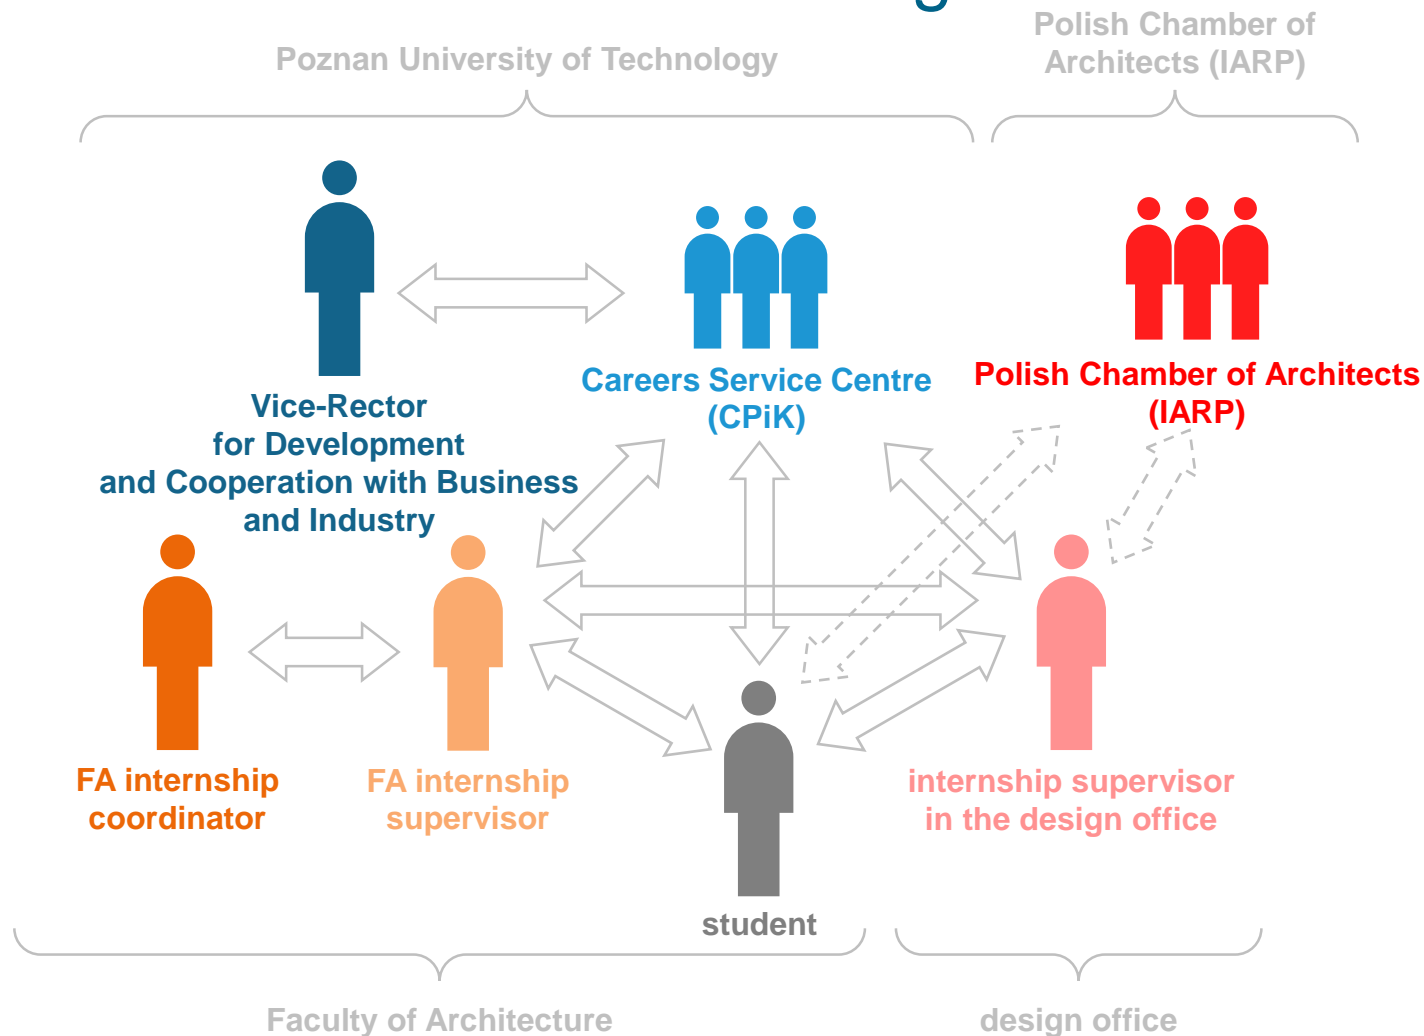 Poznan University of Technology
Polish Chamber of
Architects (IARP)
Careers Service Centre
(CPiK)
Polish Chamber of Architects
(IARP)
Vice-Rector
for Development
and Cooperation with Business
and Industry
FA internship
coordinator
FA internship
supervisor
internship supervisor
in the design office
student
Faculty of Architecture
design office